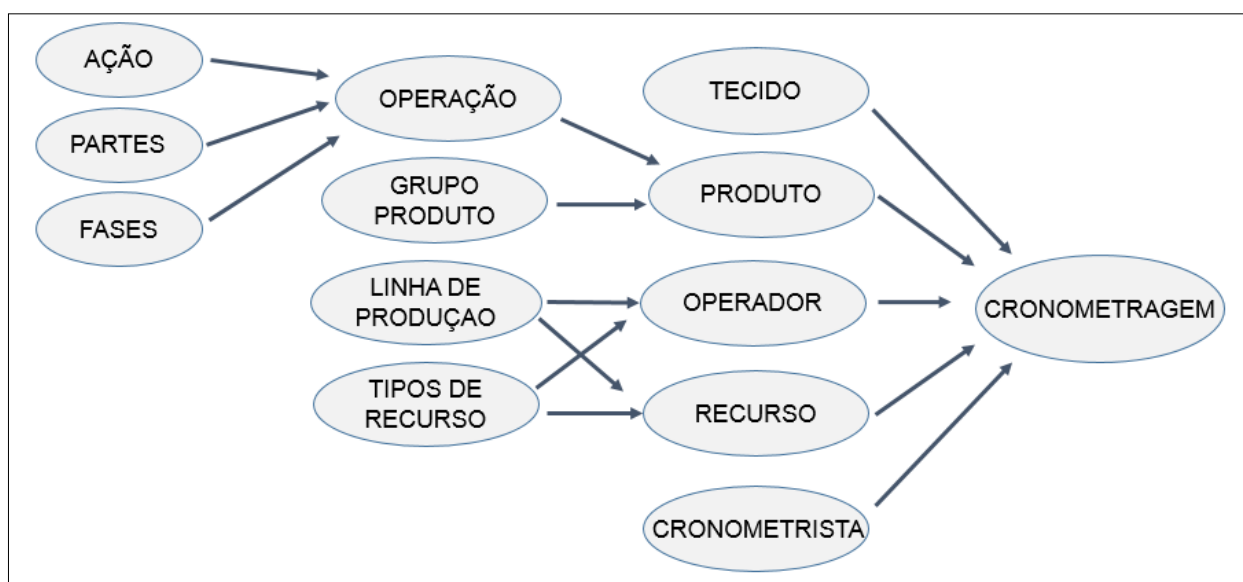 AÇÃO
PARTES
FASES
OPERAÇÃO
GRUPO
PRODUTO
LINHA DE
PRODUÇAO
TIPOS DE
RECURSO
TECIDO
PRODUTO
OPERADOR
RECURSO
CRONOMETRISTA
CRONOMETRAGEM